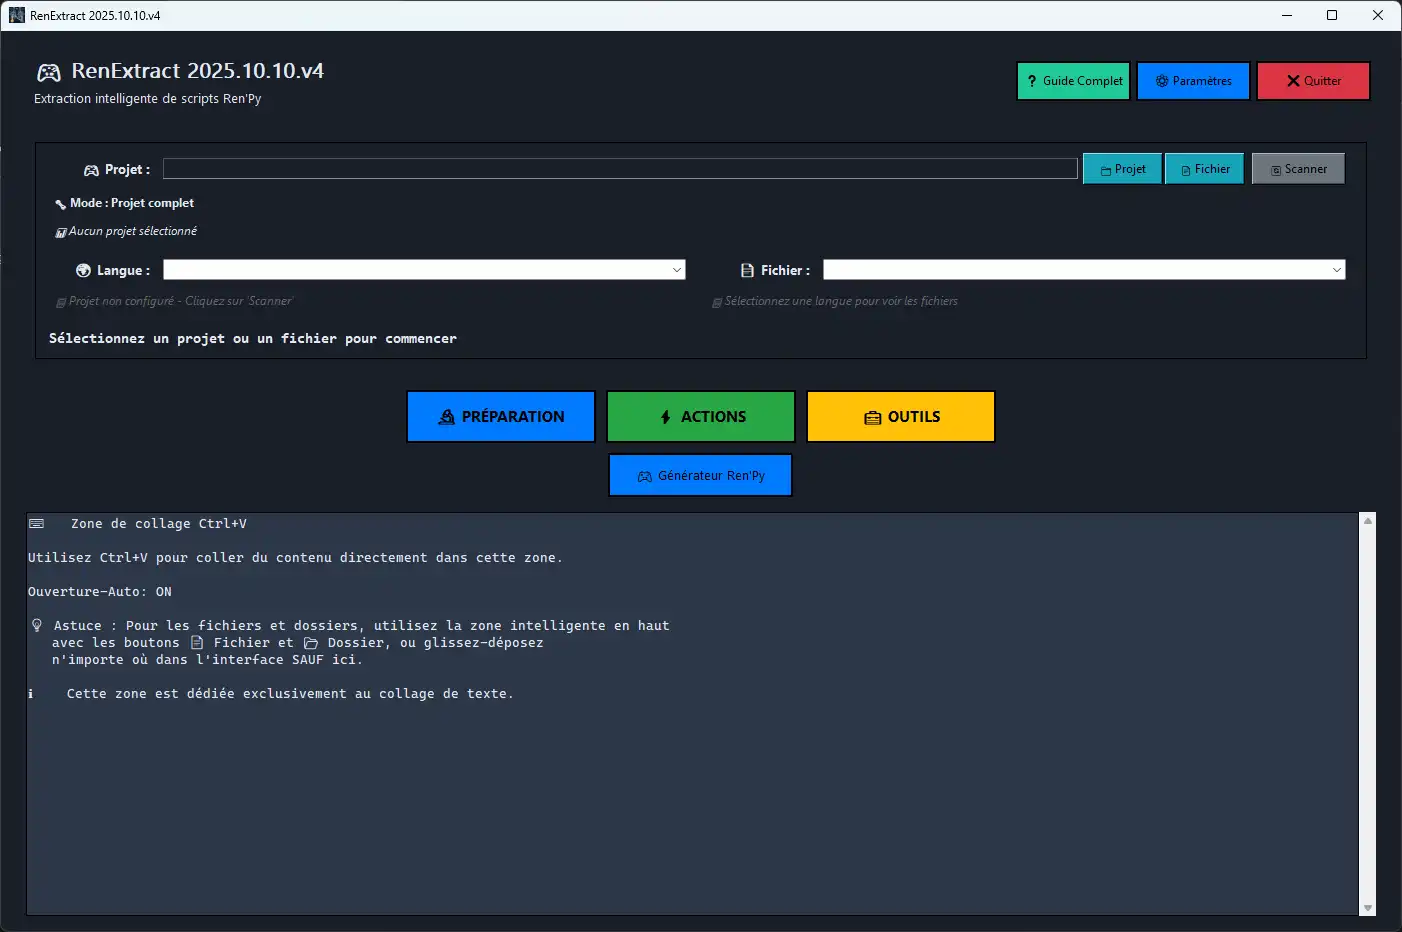 RenExtract 2025.10.10.v4
RenExtract 2025.10.10.v4
Extraction intelligente de scripts Ren'Py
? Guide Complet
Paramètres
Quitter
Projet :
Projet
Fichier
Scanner
Mode : Projet complet
Aucun projet sélectionné
Langue :
Fichier :
Projet non configuré - Cliquez sur 'Scanner'
Sélectionnez une langue pour voir les fichiers
Sélectionnez un projet ou un fichier pour commencer
PRÉPARATION
ACTIONS
OUTILS
Générateur Ren'Py
Zone de collage Ctrl+V
Utilisez Ctrl+V pour coller du contenu directement dans cette zone.
Ouverture-Auto: ON
Astuce : Pour les fichiers et dossiers, utilisez la zone intelligente en haut
avec les boutons Fichier et Dossier, ou glissez-déposez
n'importe où dans l'interface SAUF ici.
i Cette zone est dédiée exclusivement au collage de texte.